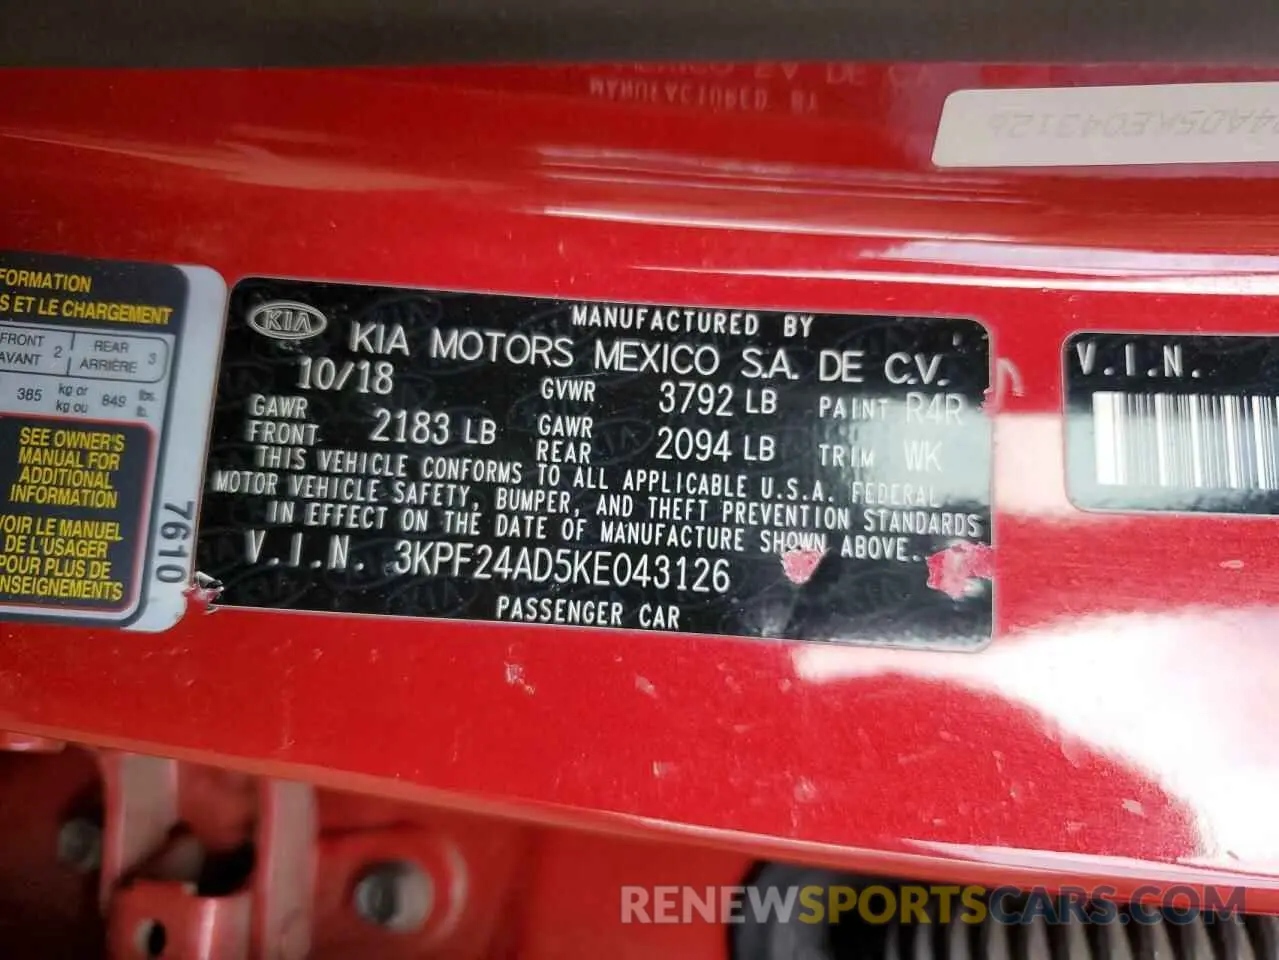 FORMATION
S ET LE CHARGEMENT
FRONT 2 REAR 3
AVANT ARRIÈRE
385 kg or 849 lbs.
kg ou lb.
SEE OWNER'S
MANUAL FOR
ADDITIONAL
INFORMATION
VOIR LE MANUEL
DE L'USAGER
POUR PLUS DE
NSEIGNEMENTS
7610
KIA
MANUFACTURED BY
KIA MOTORS MEXICO S.A. DE C.V.
10/18 GVWR 3792 LB PAINT R4R
GAWR FRONT 2183 LB GAWR REAR 2094 LB TRIM WK
THIS VEHICLE CONFORMS TO ALL APPLICABLE U.S.A. FEDERAL
MOTOR VEHICLE SAFETY, BUMPER, AND THEFT PREVENTION STANDARDS
IN EFFECT ON THE DATE OF MANUFACTURE SHOWN ABOVE.
V.I.N. 3KPF24AD5KE043126
PASSENGER CAR
V.I.N.
RENEWSPORTSCARS.COM